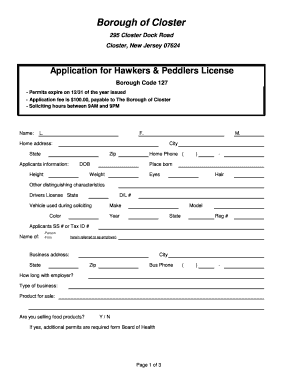 Borough of Closter
295 Closter Dock Road
Closter, New Jersey 07624
Application for Hawkers & Peddlers License
Borough Code 127
- Permits expire on 12/31 of the year issued
- Application fee is $100.00, payable to The Borough of Closter
- Soliciting hours between 9AM and 9PM
Name: L. F. M.
Home address: City
State Zip Home Phone ( ) -
Applicants information: DOB Place born
Height Weight Eyes Hair
Other distinguishing characteristics
Drivers License State D/L #
Vehicle used during soliciting Make Model
Color Year State Reg #
Applicants SS # or Tax ID #
Name of: Person
Firm
Business address: City
State Zip Bus Phone ( ) -
How long with employer?
Type of business:
Product for sale:
Are you selling food products? Y / N
If yes, additional permits are required form Board of Health
Page 1 of 3